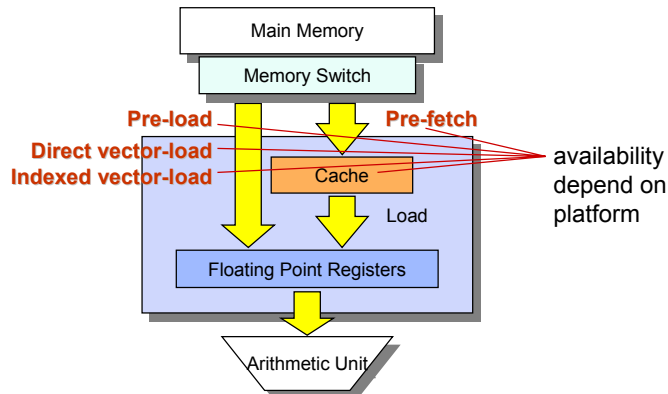 Main Memory
Memory Switch
Pre-load
Pre-fetch
Direct vector-load
Indexed vector-load
Cache
availability
depend on
platform
Load
Floating Point Registers
Arithmetic Unit